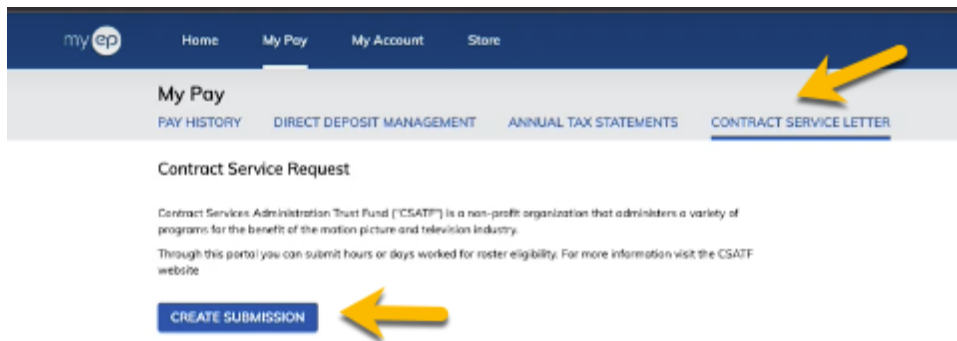 my ep Home My Pay My Account Store
My Pay
PAY HISTORY DIRECT DEPOSIT MANAGEMENT ANNUAL TAX STATEMENTS CONTRACT SERVICE LETTER
Contract Service Request
Contract Services Administration Trust Fund ("CSATF") is a non-profit organization that administers a variety of
programs for the benefit of the motion picture and television industry.
Through this portal you can submit hours or days worked for roster eligibility. For more information visit the CSATF
website
CREATE SUBMISSION